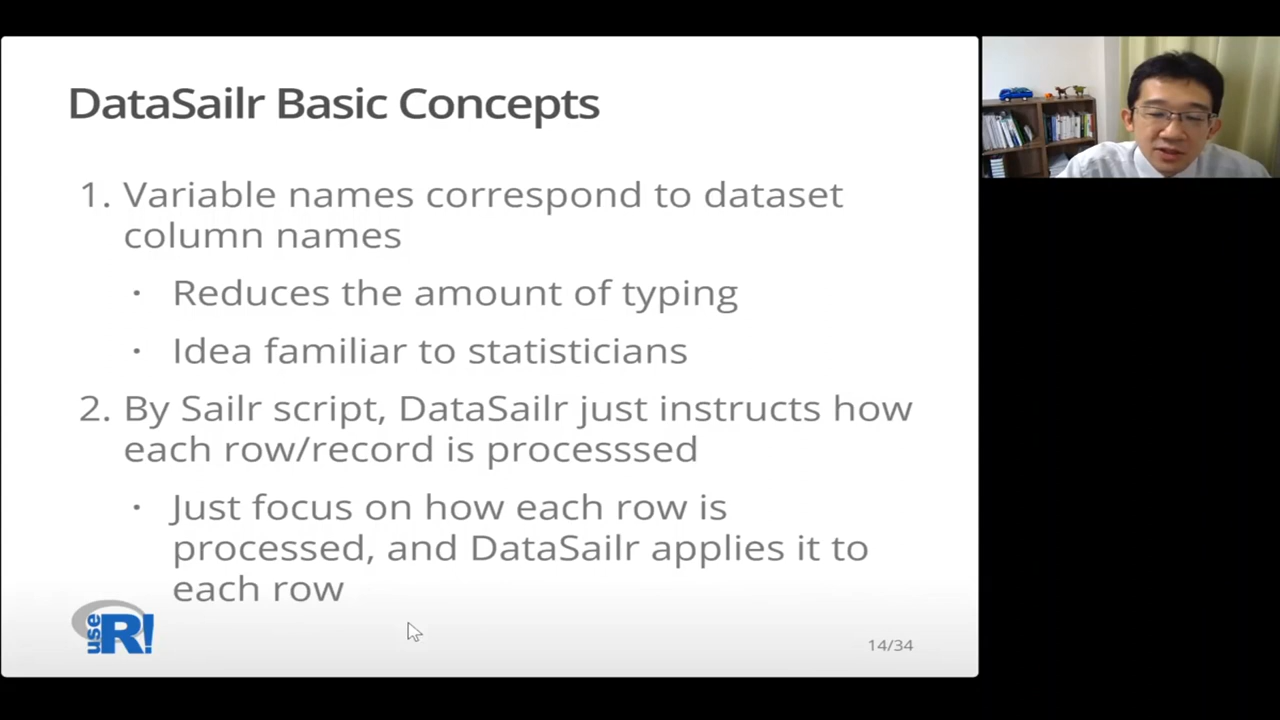 DataSailr Basic Concepts
1. Variable names correspond to dataset
column names
· Reduces the amount of typing
· Idea familiar to statisticians
2. By Sailr script, DataSailr just instructs how
each row/record is processsed
· Just focus on how each row is
processed, and DataSailr applies it to
each row
use R!
14/34